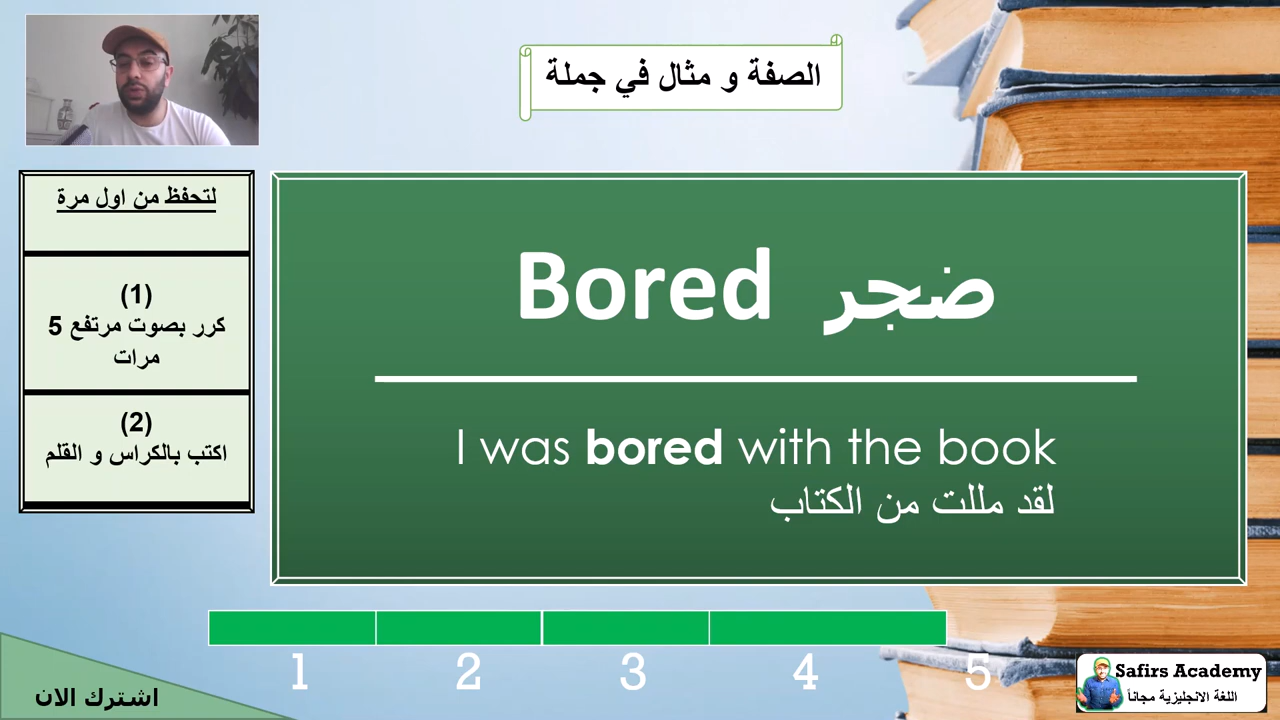 الصفة و مثال في جملة
لتحفظ من اول مرة
(1)
كرر بصوت مرتفع 5
مرات
(2)
اكتب بالكراس و القلم
Bored ضجر
I was bored with the book
لقد مللت من الكتاب
1 2 3 4 5
اشترك الان
Safirs Academy
اللغة الانجليزية مجاناً